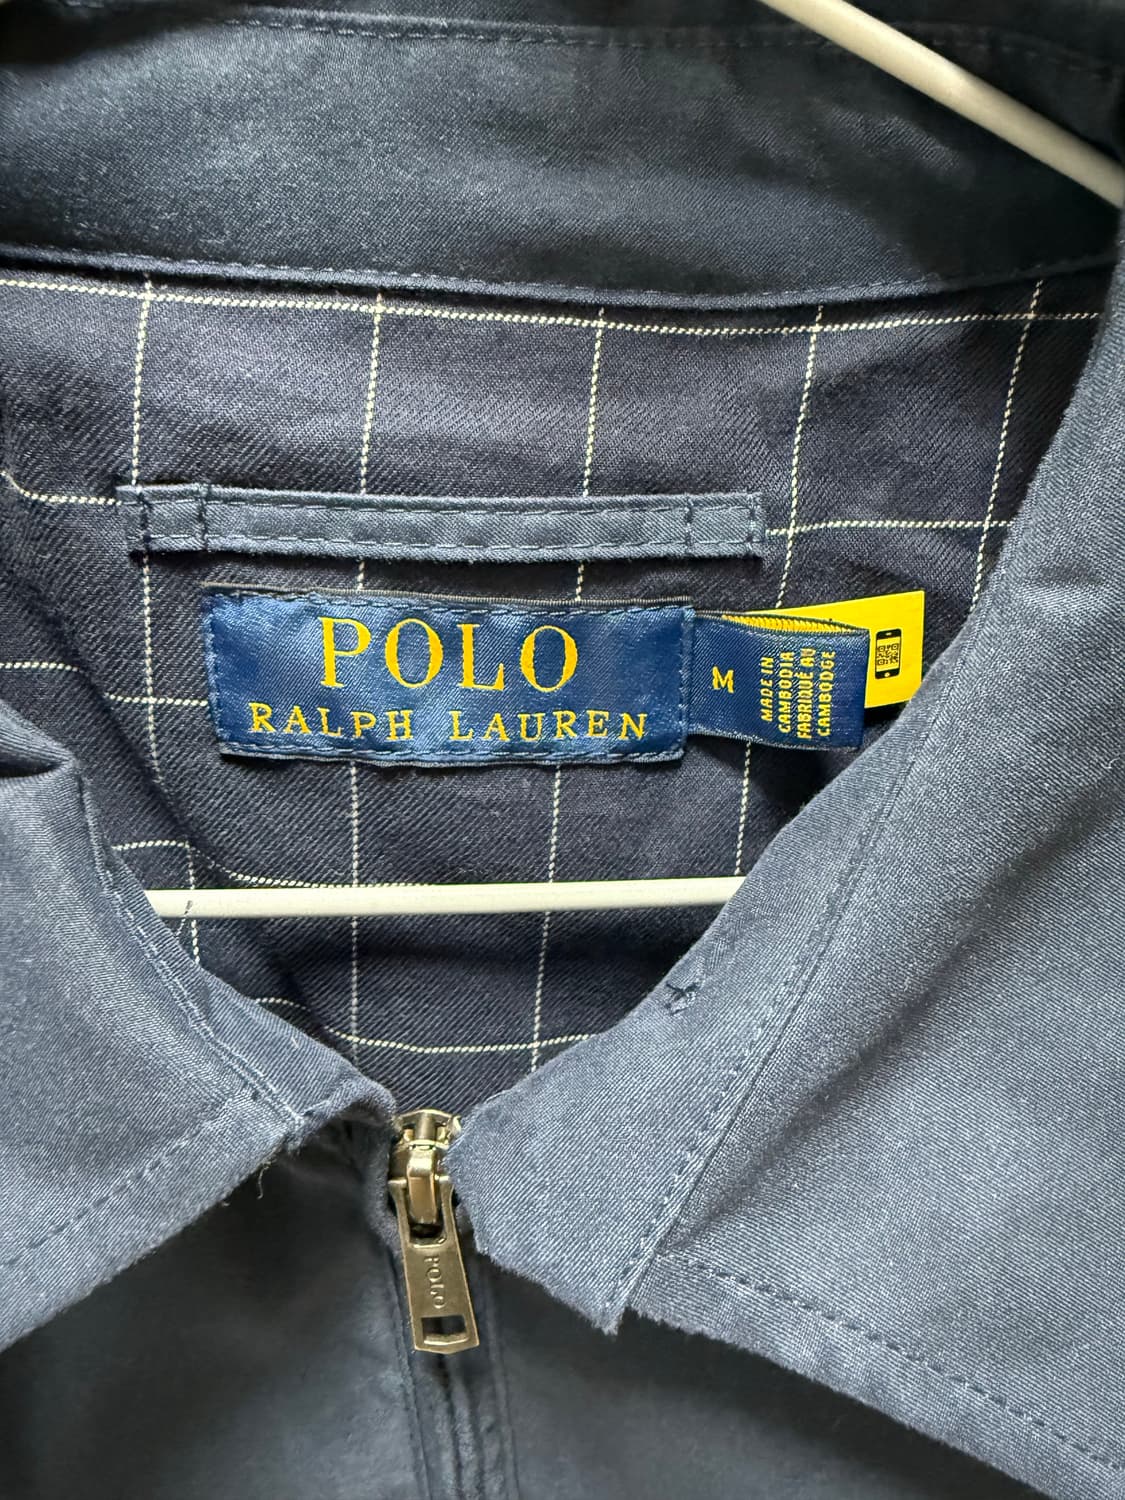 POLO
RALPH LAUREN
M
MADE IN
CAMBODIA
FABRIQUÉ AU
CAMBODGE
POLO